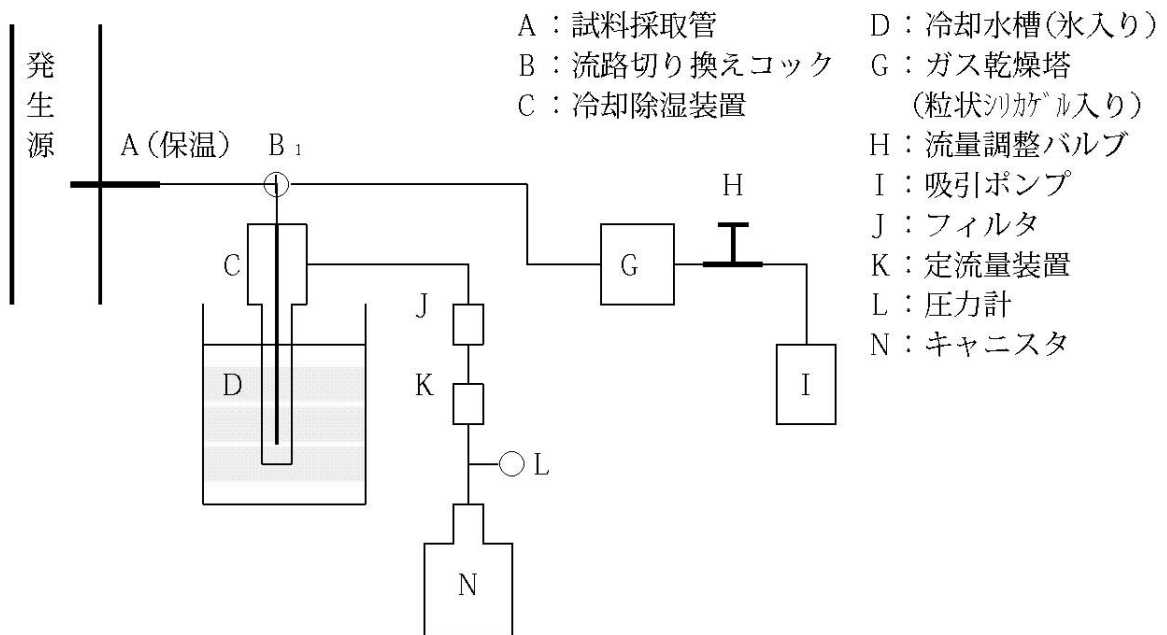 A：試料採取管
B：流路切り換えコック
C：冷却除湿装置
D：冷却水槽(氷入り)
G：ガス乾燥塔
(粒状ｼﾘｶｹﾞﾙ入り)
H：流量調整バルブ
I：吸引ポンプ
J：フィルタ
K：定流量装置
L：圧力計
N：キャニスタ
発生源
A(保温)
B₁
H
C
G
J
D
K
I
L
N